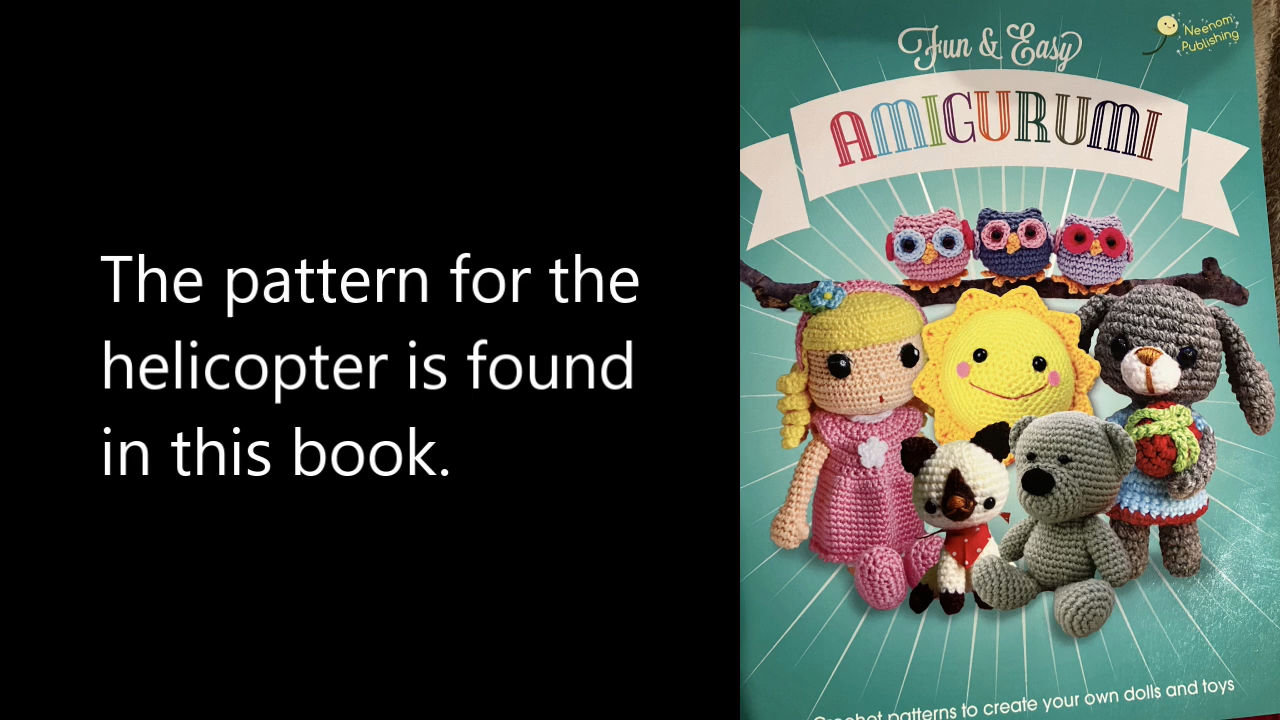 The pattern for the
helicopter is found
in this book.
Fun & Easy
Neenom
Publishing
AMIGURUMI
Crochet patterns to create your own dolls and toys